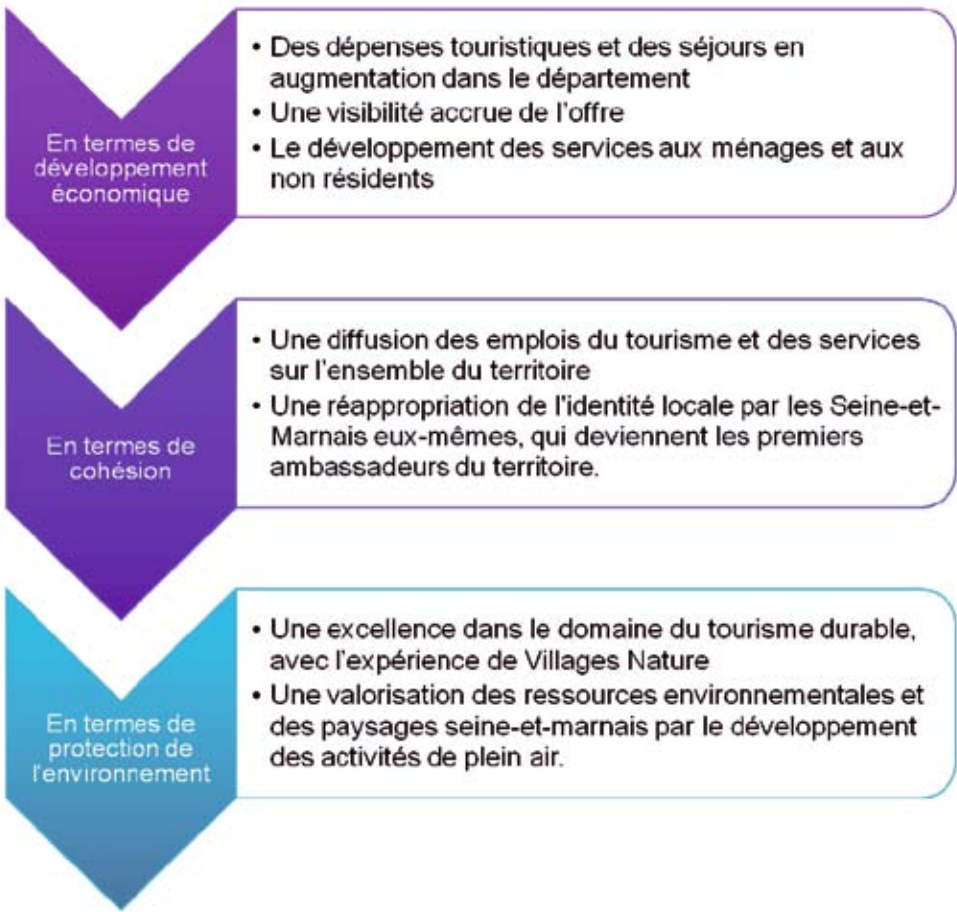 En termes de
développement
économique
• Des dépenses touristiques et des séjours en
augmentation dans le département
• Une visibilité accrue de l'offre
• Le développement des services aux ménages et aux
non résidents
En termes de
cohésion
• Une diffusion des emplois du tourisme et des services
sur l'ensemble du territoire
• Une réappropriation de l'identité locale par les Seine-et-
Marnais eux-mêmes, qui deviennent les premiers
ambassadeurs du territoire.
En termes de
protection de
l'environnement
• Une excellence dans le domaine du tourisme durable,
avec l'expérience de Villages Nature
• Une valorisation des ressources environnementales et
des paysages seine-et-marnais par le développement
des activités de plein air.